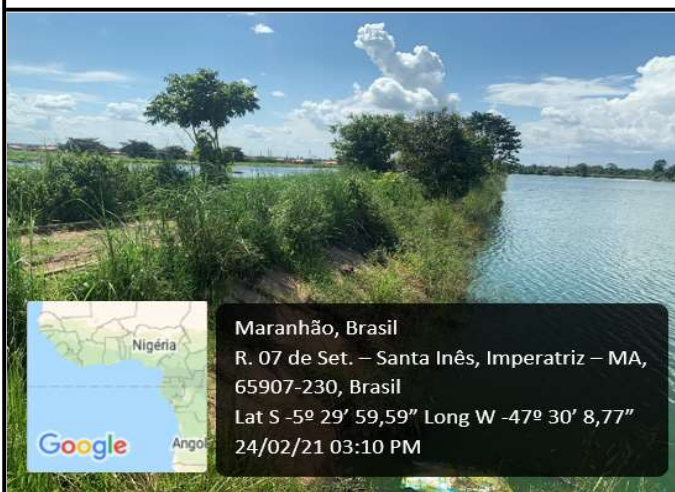 Nigéria
Angol
Google
Maranhão, Brasil
R. 07 de Set. – Santa Inês, Imperatriz – MA,
65907-230, Brasil
Lat S -5º 29’ 59,59” Long W -47º 30’ 8,77”
24/02/21 03:10 PM